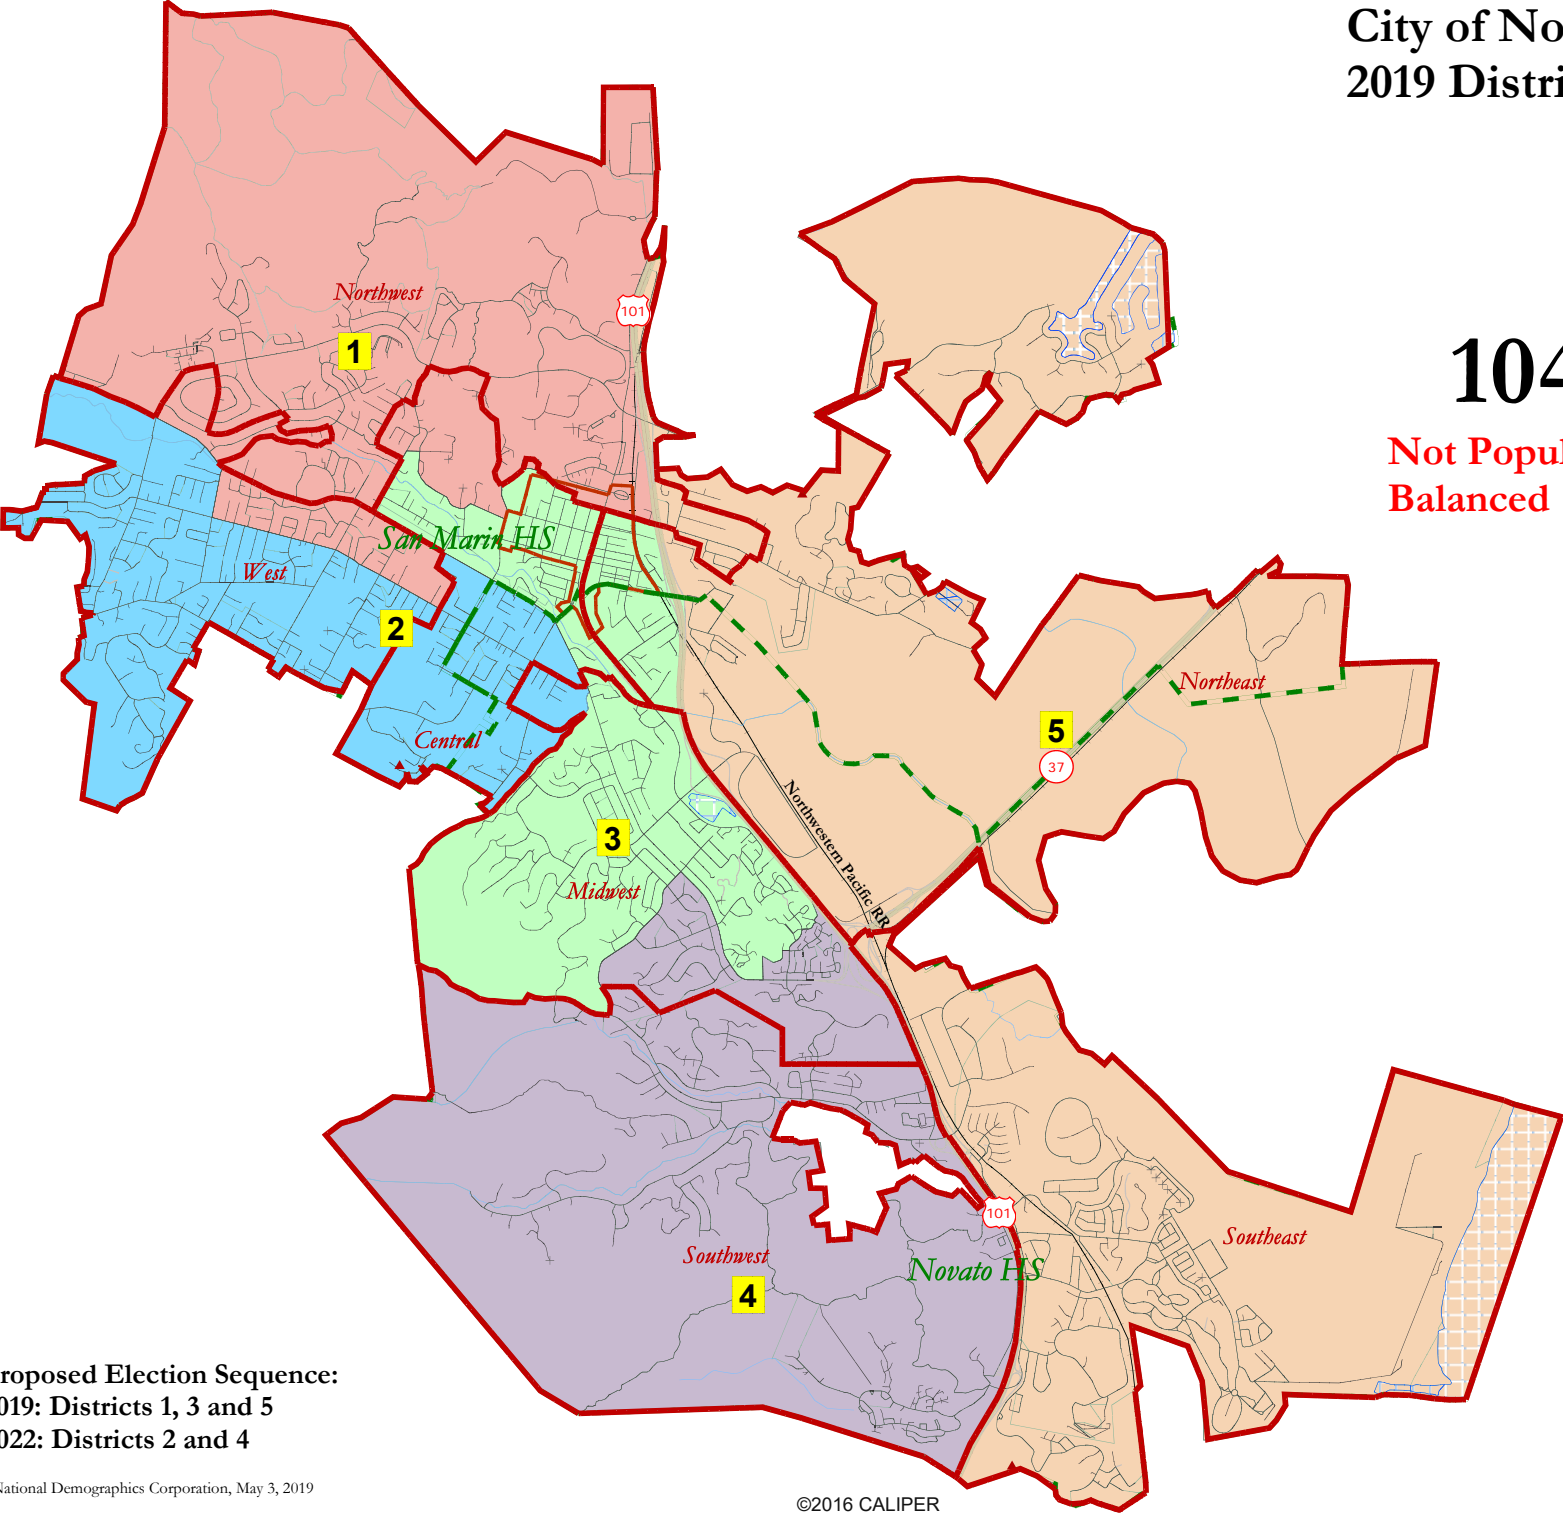 City of No
2019 Distri
104
Not Popul
Balanced
101
Northwest
1
San Marin HS
West
2
Northeast
5
37
Central
Northwestern Pacific RR
3
Midwest
101
Southeast
Southwest
Novato HS
4
roposed Election Sequence:
019: Districts 1, 3 and 5
022: Districts 2 and 4
National Demographics Corporation, May 3, 2019
©2016 CALIPER